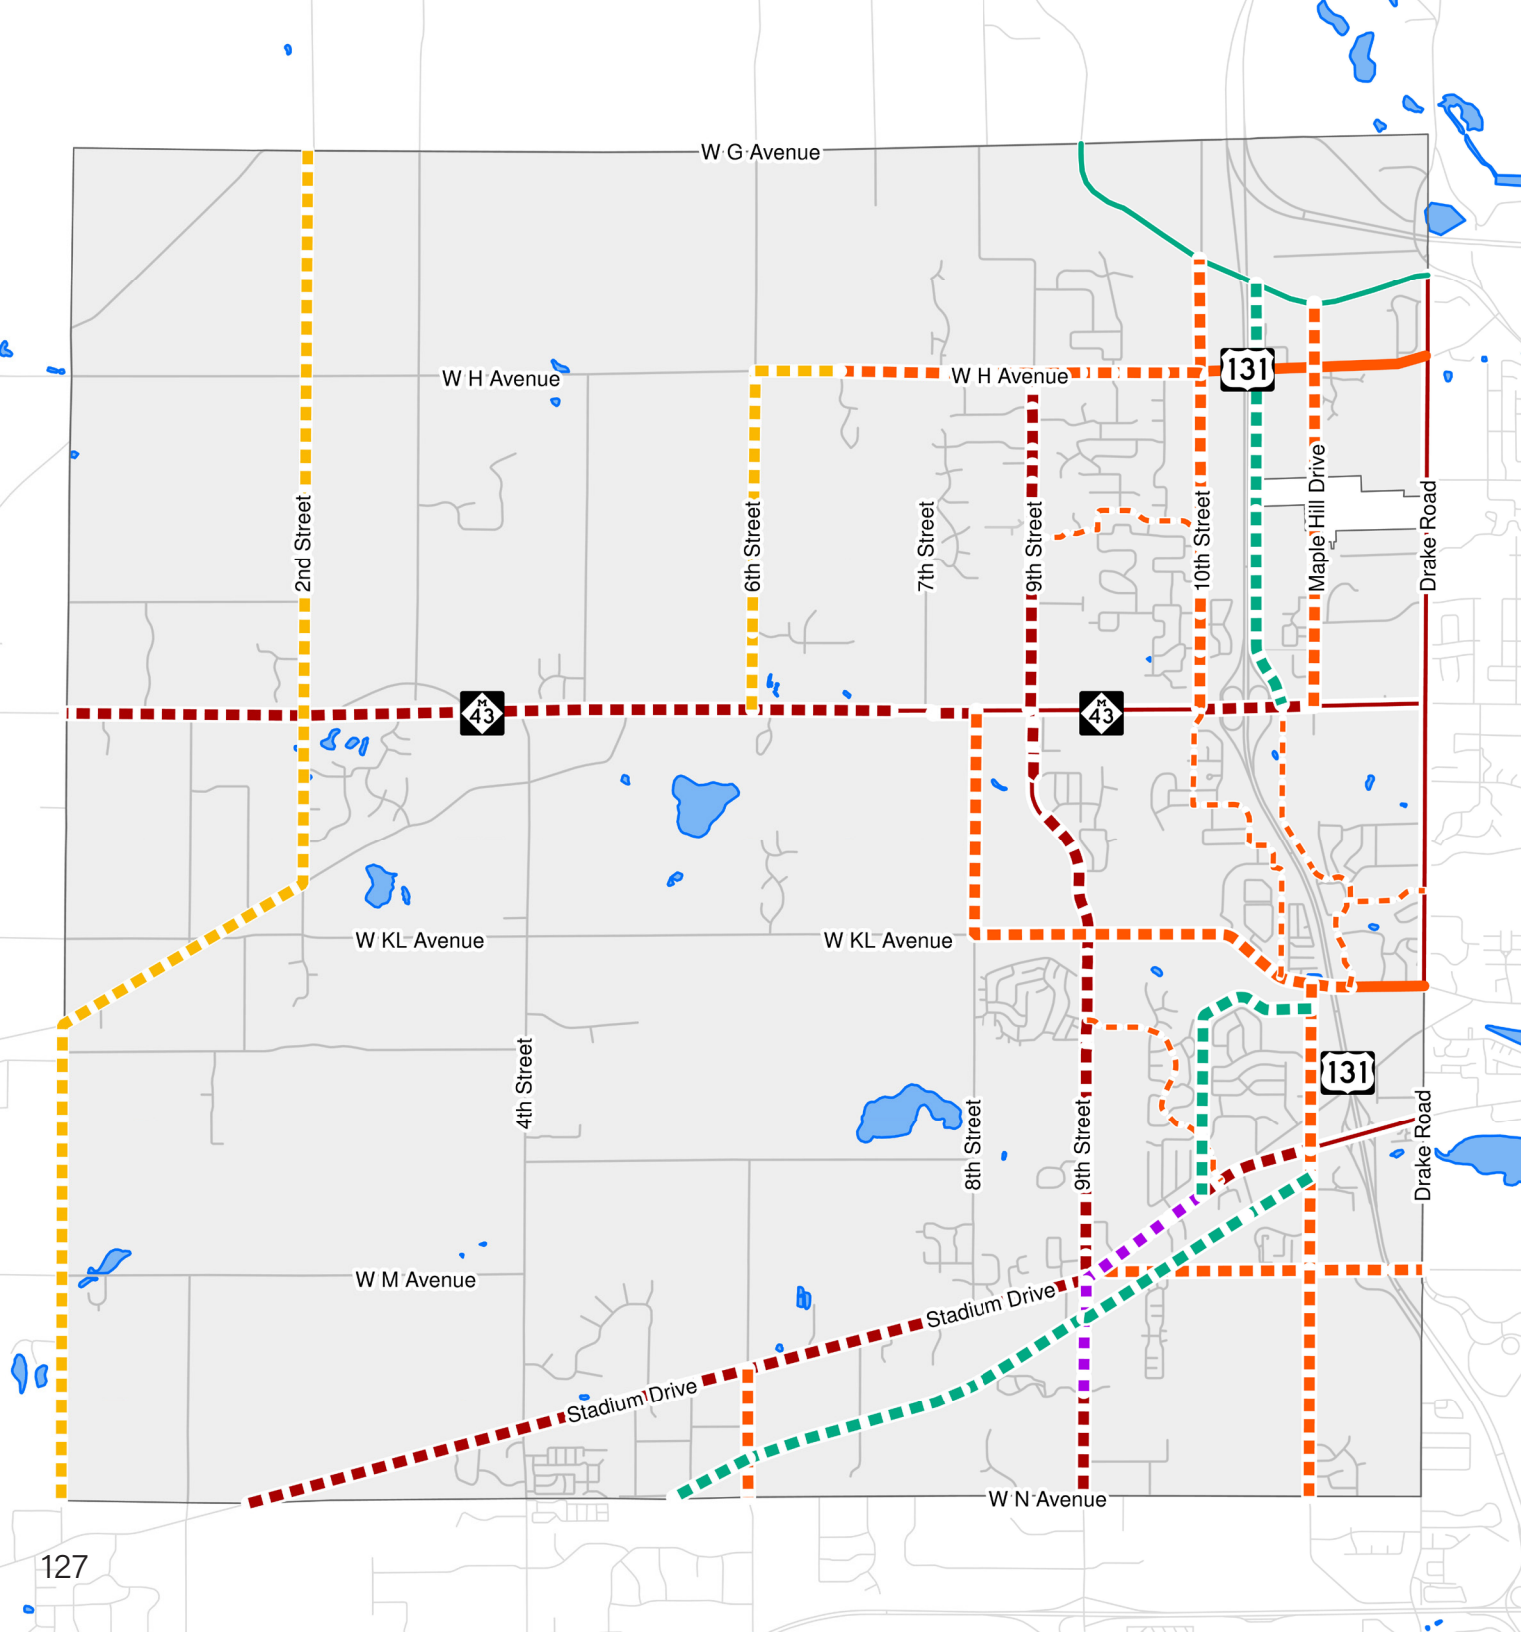 W G Avenue
W H Avenue
W H Avenue
131
2nd Street
6th Street
7th Street
9th Street
10th Street
Maple Hill Drive
Drake Road
M
43
M
43
W KL Avenue
W KL Avenue
4th Street
8th Street
9th Street
131
Drake Road
W M Avenue
Stadium Drive
Stadium Drive
W N Avenue
127